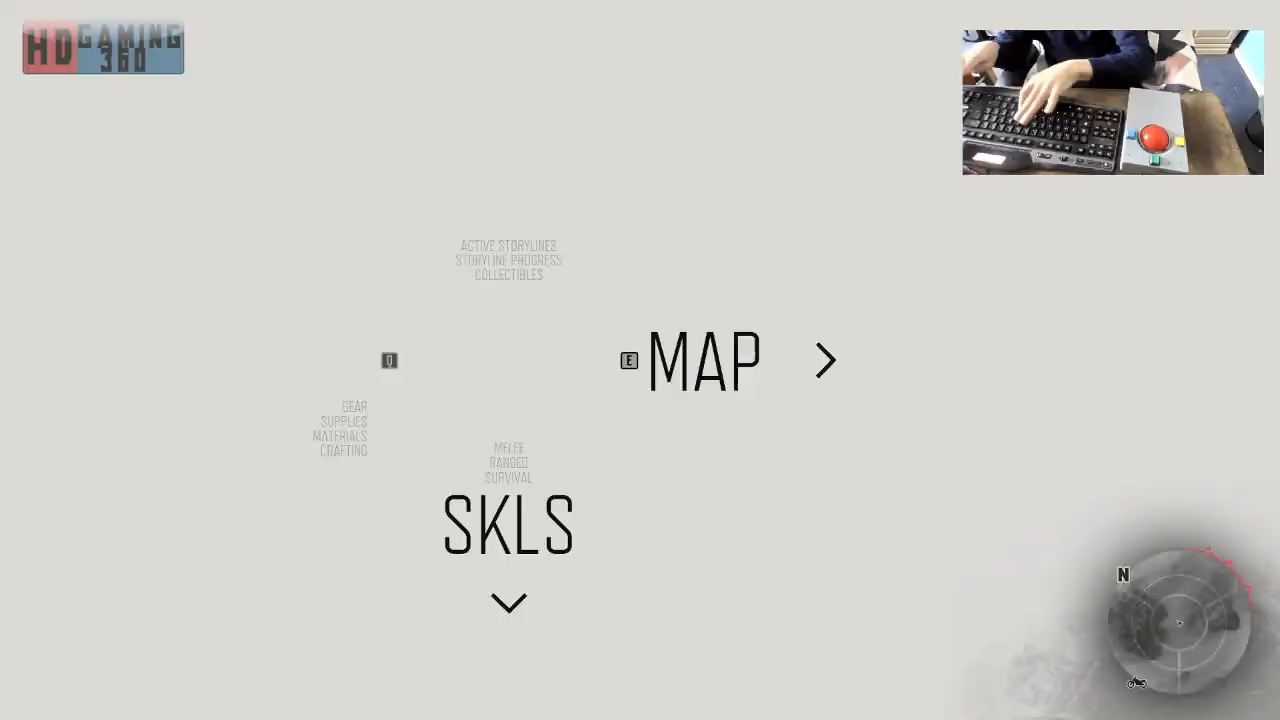 HD GAMING
360
ACTIVE STORYLINES
STORYLINE PROGRESS
COLLECTIBLES
Q
E MAP
GEAR
SUPPLIES
MATERIALS
CRAFTING
MELEE
RANGED
SURVIVAL
SKLS
N